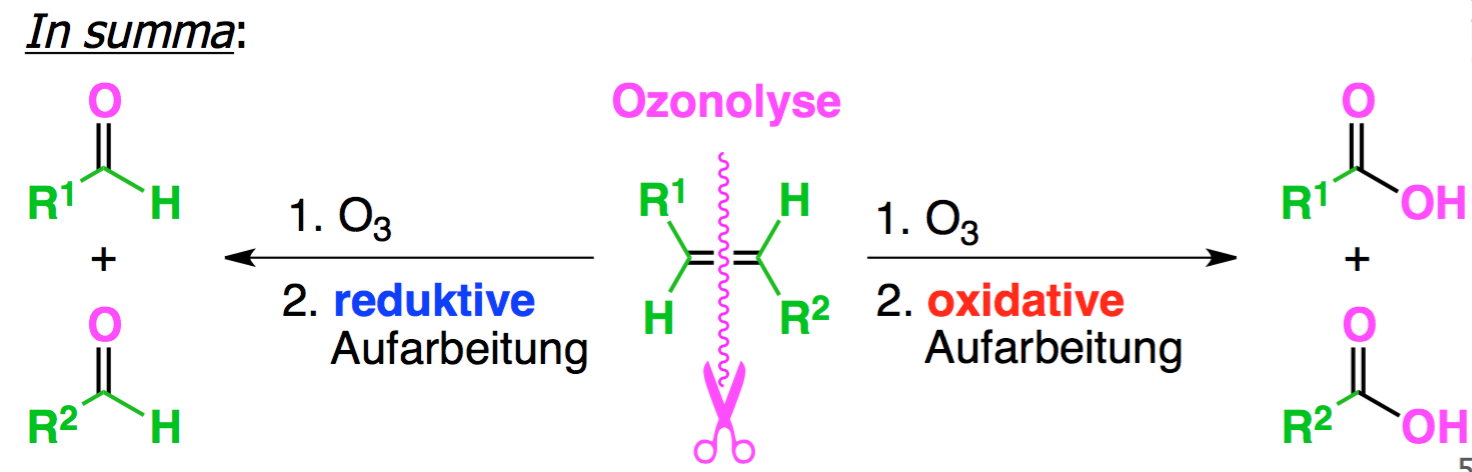 In summa:
Ozonolyse
O
R¹ H
+
O
R² H
1. O₃
2. reduktive
Aufarbeitung
R¹ H
H R²
1. O₃
2. oxidative
Aufarbeitung
O
R¹ OH
+
O
R² OH